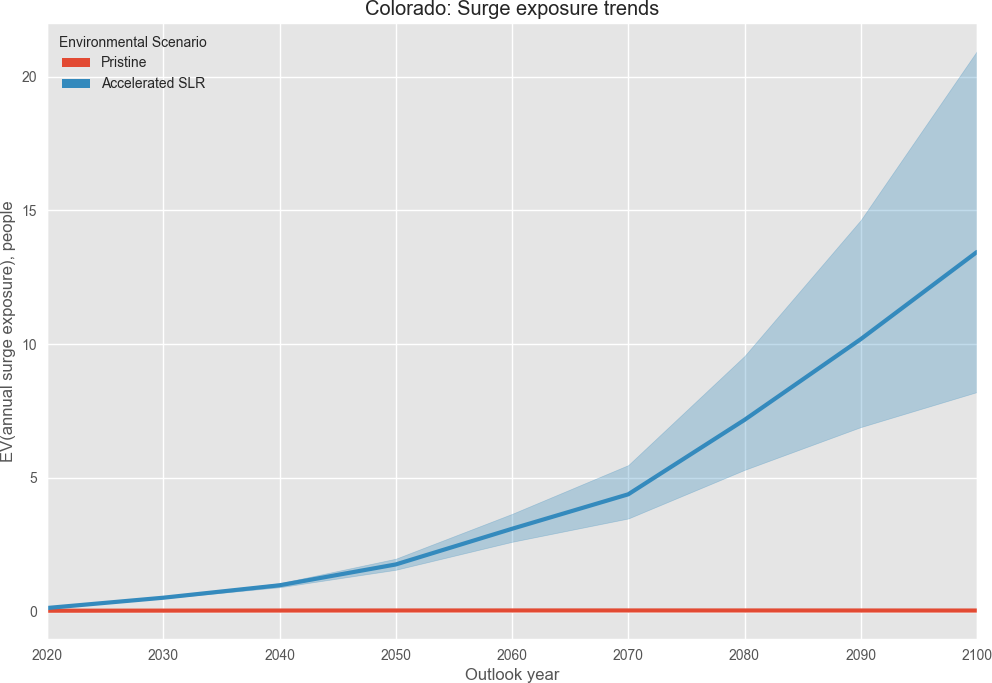 Colorado: Surge exposure trends
Environmental Scenario
Pristine
Accelerated SLR
EV(annual surge exposure), people
20
15
10
5
0
2020 2030 2040 2050 2060 2070 2080 2090 2100
Outlook year